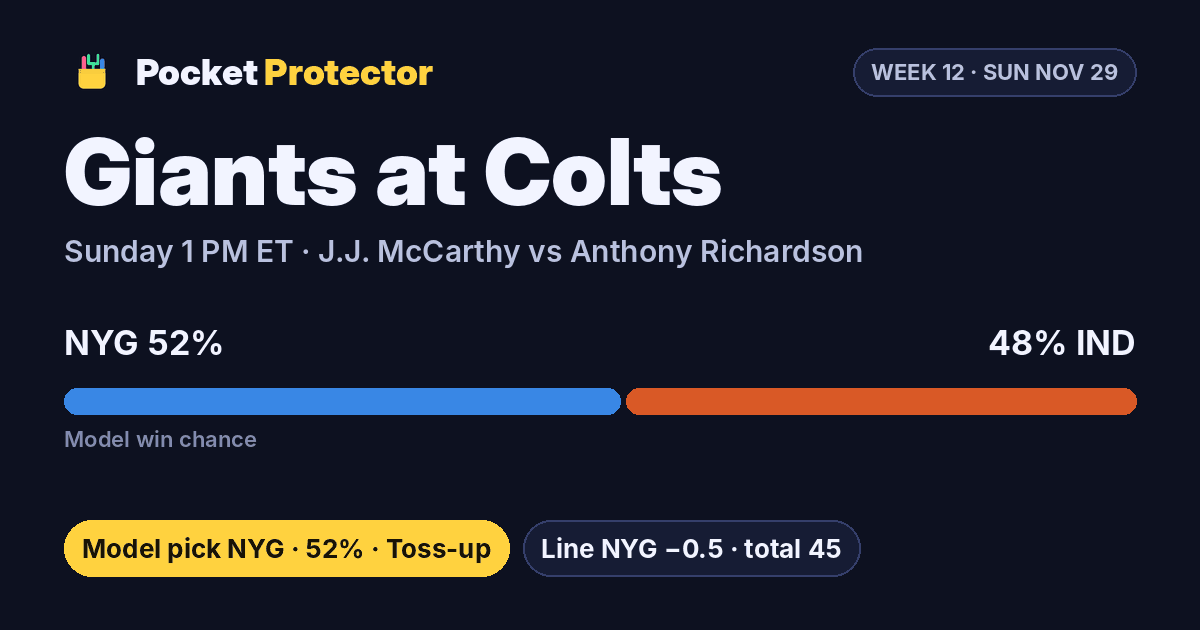 Pocket Protector
WEEK 12 · SUN NOV 29
Giants at Colts
Sunday 1 PM ET · J.J. McCarthy vs Anthony Richardson
NYG 52%
48% IND
Model win chance
Model pick NYG · 52% · Toss-up
Line NYG −0.5 · total 45